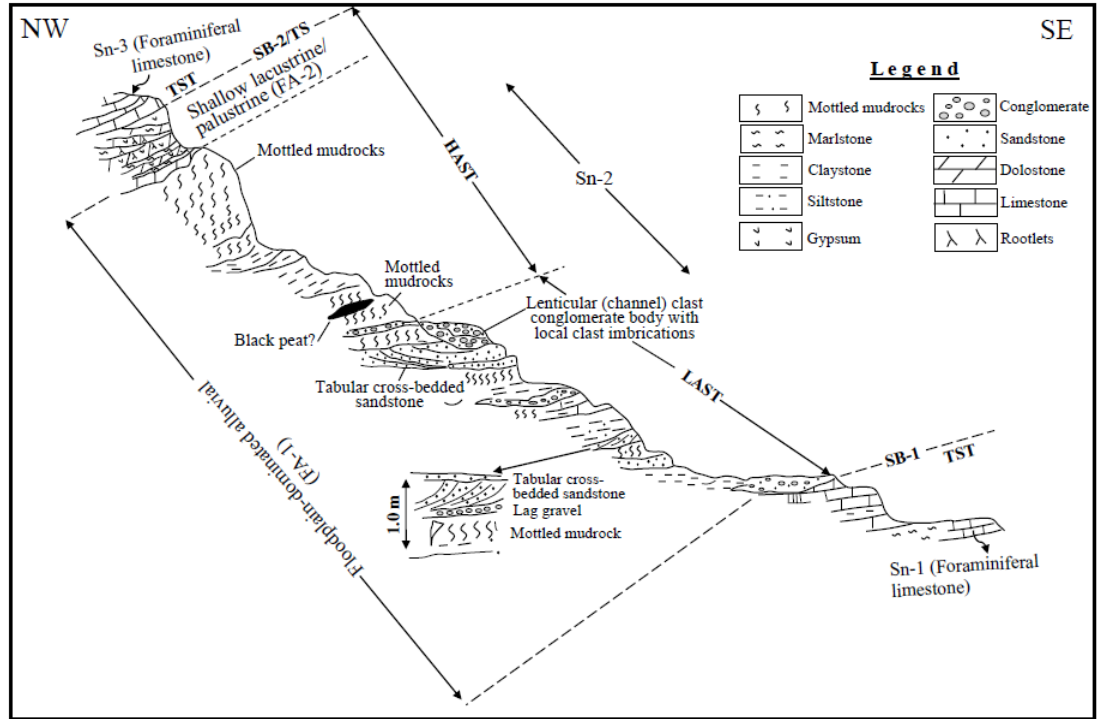 NW
SE
Sn-3 (Foraminiferal
limestone)
TST
SB-2/TS
Shallow lacustrine/
palustrine (FA-2)
Mottled mudrocks
HAST
Sn-2
Legend
Mottled mudrocks
Conglomerate
Marlstone
Sandstone
Claystone
Dolostone
Siltstone
Limestone
Gypsum
Rootlets
Mottled
mudrocks
Black peat?
Lenticular (channel) clast
conglomerate body with
local clast imbrications
Tabular cross-bedded
sandstone
LAST
Floodplain-dominated alluvial
(FA-1)
SB-1
TST
1.0 m
Tabular cross-
bedded sandstone
Lag gravel
Mottled mudrock
Sn-1 (Foraminiferal
limestone)